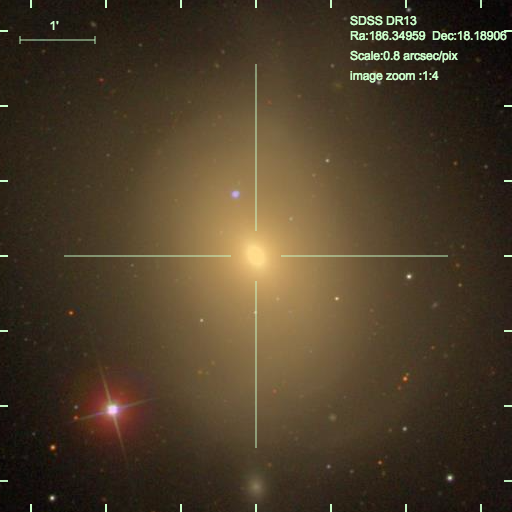 SDSS DR13
Ra:186.34959 Dec:18.18906
Scale:0.8 arcsec/pix
image zoom :1:4
1'